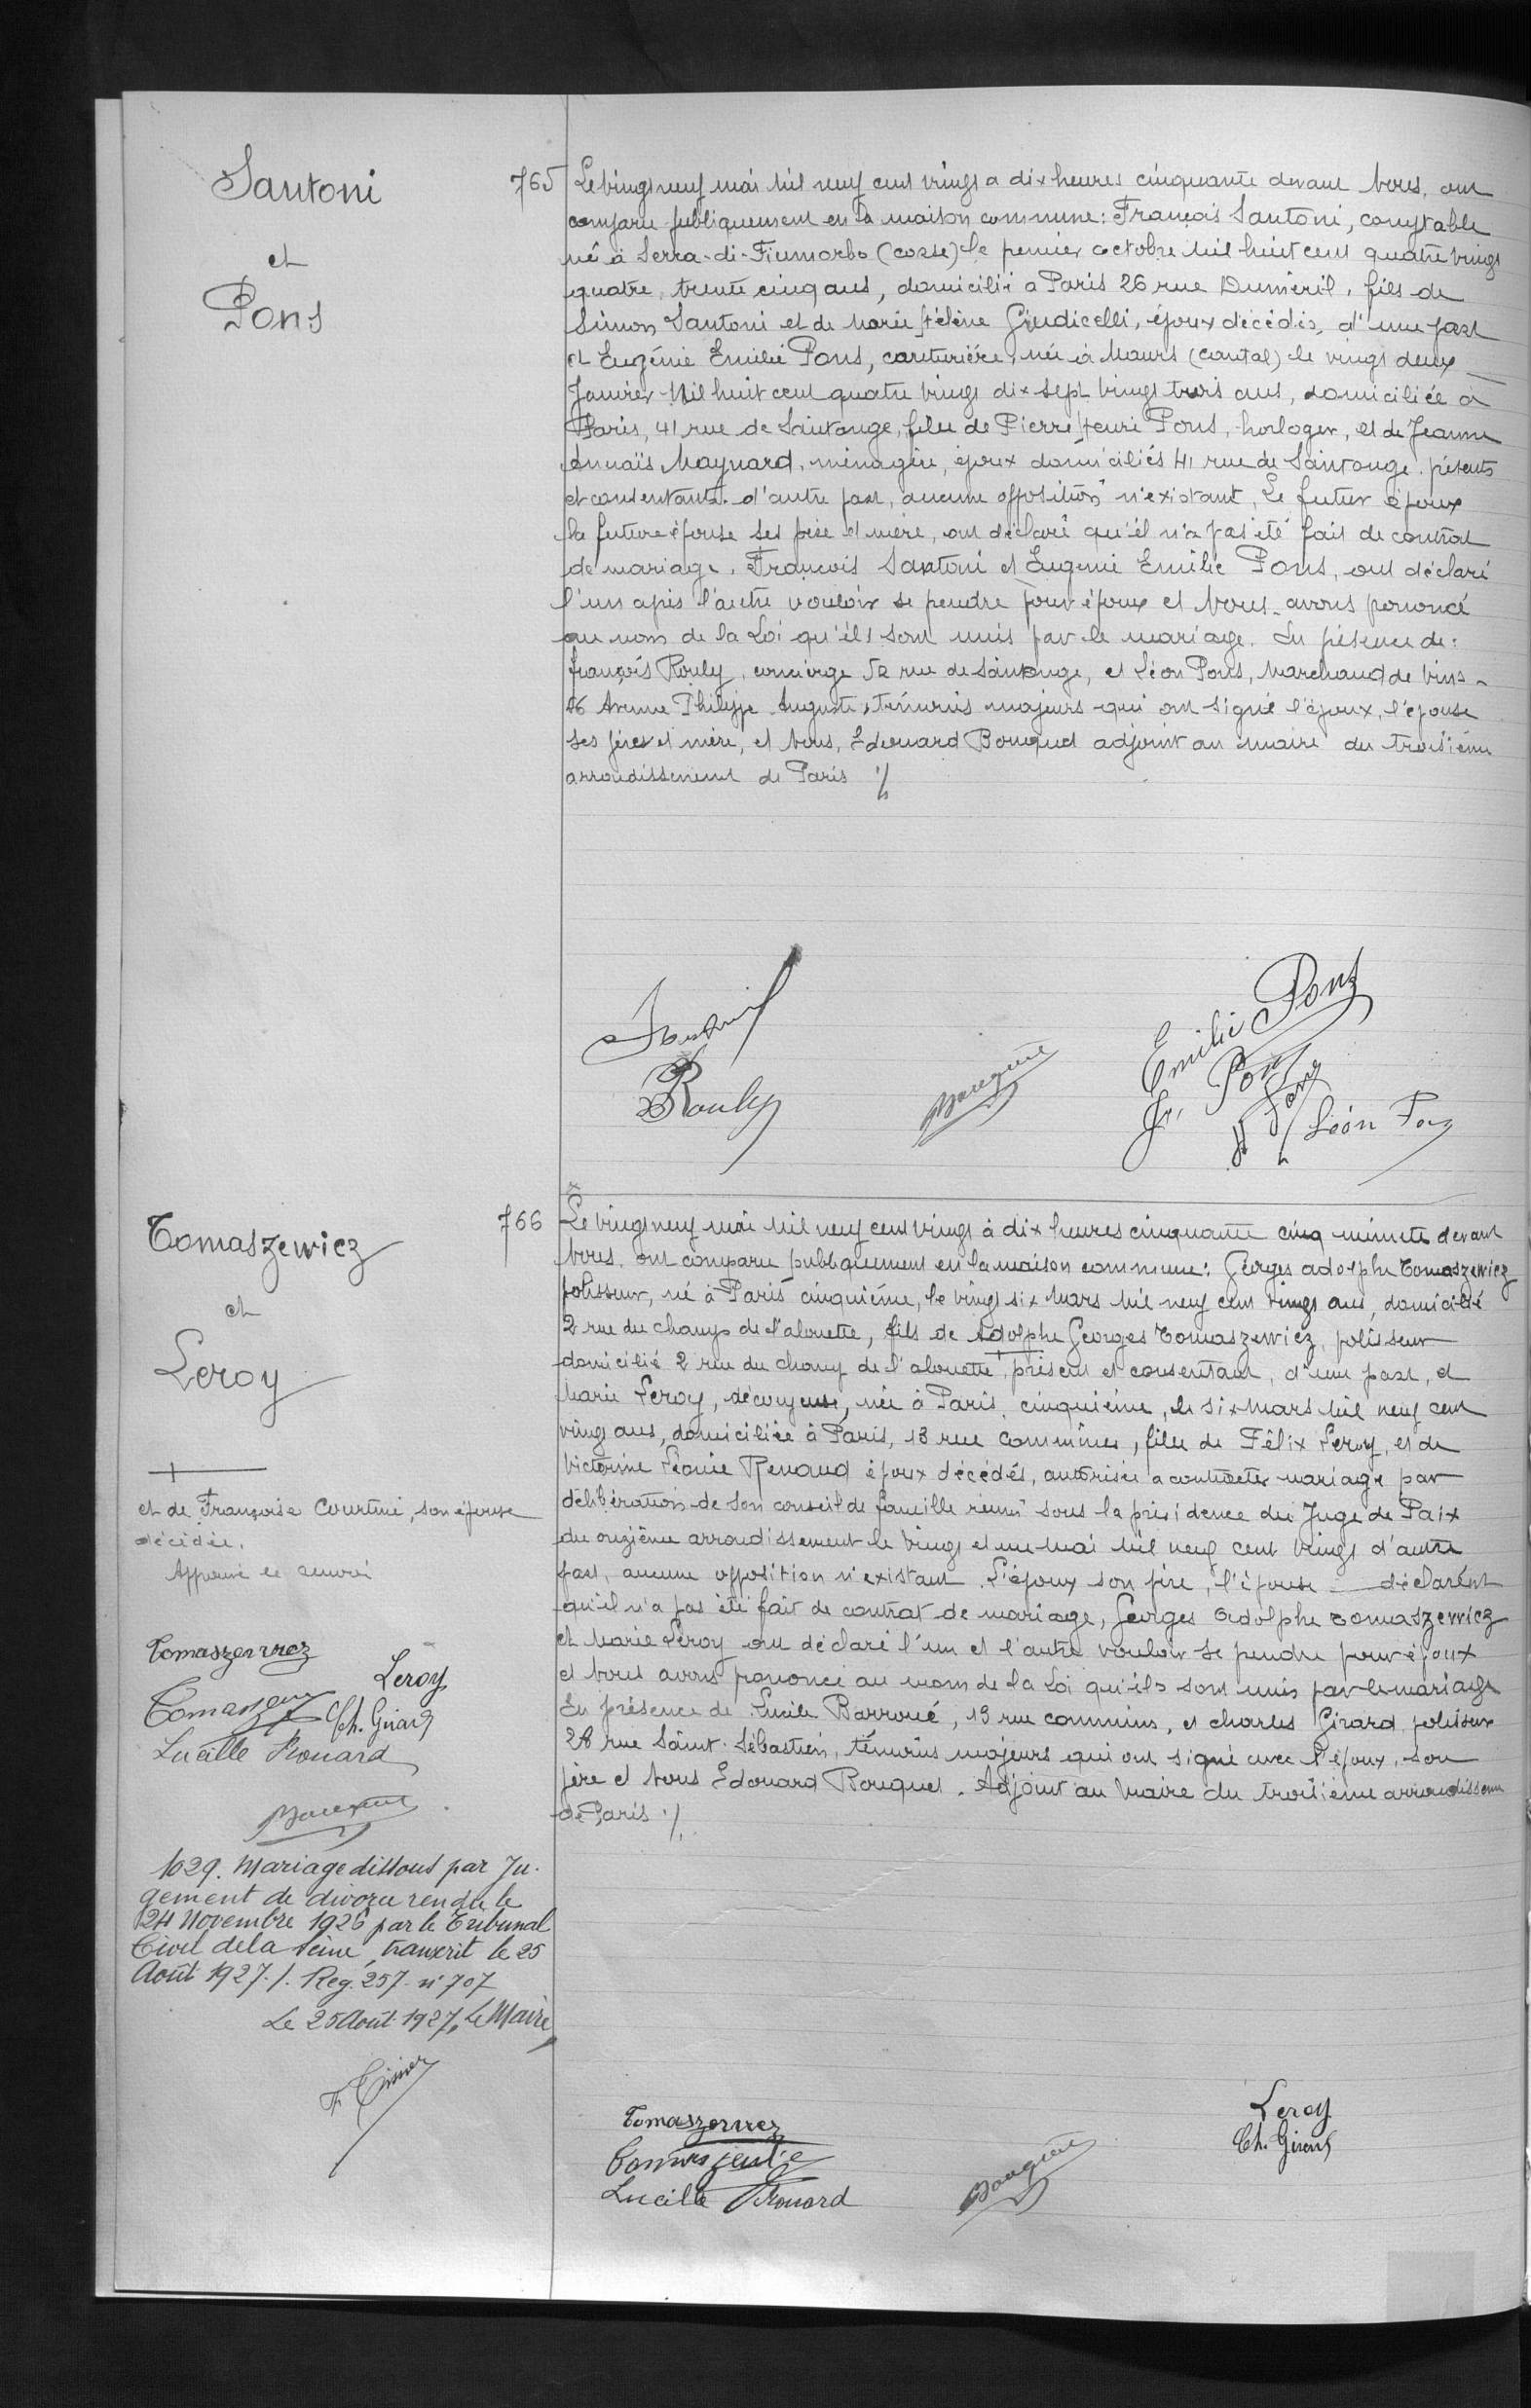 Santoni
et
Pons
765
Le vingt neuf mai mil neuf cent vingt a dix heures cinquante devant Nous, ont
comparu publiquement en la maison commune: François Santoni, comptable
né à Serra-di-Fiumorbo (corse) le premier octobre mil huit cent quatre vingt
quatre, trente cinq ans, domicilié a Paris 26 rue Dumeril, fils de
Simon Santoni et de Marie Hélène Giudicelli, époux décédés, d'une part
et Eugénie Emilie Pons, couturière, née à Maurs (cantal) le vingt deux
Janvier Mil huit cent quatre vingt dix sept vingt trois ans, domiciliée à
Paris, 41 rue de Saintonge, fille de Pierre Henri Pons, horloger, et de Jeanne
Annaïs Maynard, ménagère, époux domiciliés 41 rue de Saintonge. présents
et consentants. d'autre part, aucune opposition n'existant, Le futur époux
la future épouse ses père et mère, ont déclaré qu'il n'a pas été fait de contrat
de mariage. François Santoni et Eugenie Emilie Pons, ont déclaré
l'un après l'autre vouloir se prendre pour époux et Nous avons prononcé
au nom de la Loi qu'ils sont unis par le mariage. En présence de:
François Rouly, concierge 52 rue de Saintonge, et Léon Pons, Marchand de vins
46 Avenue Philippe Auguste, témoins majeurs qui ont signé l'époux, l'épouse
ses père et mère, et Nous, Edouard Bouquet adjoint au maire du troisième
arrondissement de Paris ./.
Rouly
Bouquet
Emilie Pons
Pons
Léon Pons
Tomaszewicz
et
Leroy
766
Le vingt neuf mai mil neuf cent vingt à dix heures cinquante cinq minutes devant
Nous. ont comparu publiquement en la maison commune: Georges adolphe Tomaszewicz
polisseur, né à Paris cinquième, le vingt six Mars mil neuf cent vingt ans, domicilié
2 rue du champ de l'alouette, fils de Adolphe Georges Tomaszewicz, polisseur
domicilié 2 rue du champ de l'alouette, présent et consentant, d'une part, et
Marie Leroy, découpeuse, née à Paris, cinquième, le six Mars mil neuf cent
vingt ans, domiciliée à Paris, 13 rue Commines, fille de Félix Leroy, et de
Victorine Léonie Renaud époux décédés, autorisée a contracter mariage par
délibération de son conseil de famille réuni sous la présidence du Juge de Paix
du onzième arrondissement le vingt et un mai mil neuf cent vingt d'autre
part, aucune opposition n'existant. L'époux son père, l'épouse déclarent
qu'il n'a pas été fait de contrat de mariage, Georges Adolphe Tomaszewicz
et Marie Leroy ont déclaré l'un et l'autre vouloir se prendre pour époux
et Nous avons prononcé au nom de la Loi qu'ils sont unis par le mariage
En présence de Lucile Barroué, 13 rue commines, et Charles Girard polisseur
28 rue Saint-Sébastien, témoins majeurs qui ont signé avec l'époux, son
père et Nous Edouard Bouquet. Adjoint au Maire du troisième arrondissem
de Paris ./.
et de Françoise Courtine, son épouse
décédée.
Approuvé le renvoi
Tomaszewicz
Leroy
Ch. Girard
Bouquet
1029. Mariage dissous par Ju-
gement de divorce rendu le
24 Novembre 1926 par le Tribunal
Civil de la Seine, transcrit le 25
Août 1927./. Reg. 257 n° 707
Le 25 Août 1927, Le Maire
Tomaszewicz
Bouquet
Leroy
Ch. Girard